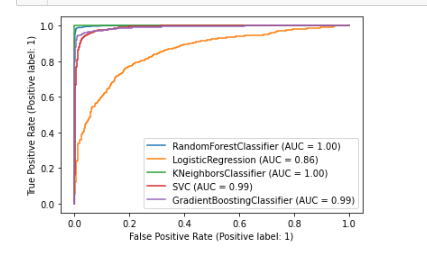 1.0
0.8
0.6
0.4
0.2
0.0
True Positive Rate (Positive label: 1)
RandomForestClassifier (AUC = 1.00)
LogisticRegression (AUC = 0.86)
KNeighborsClassifier (AUC = 1.00)
SVC (AUC = 0.99)
GradientBoostingClassifier (AUC = 0.99)
0.0 0.2 0.4 0.6 0.8 1.0
False Positive Rate (Positive label: 1)